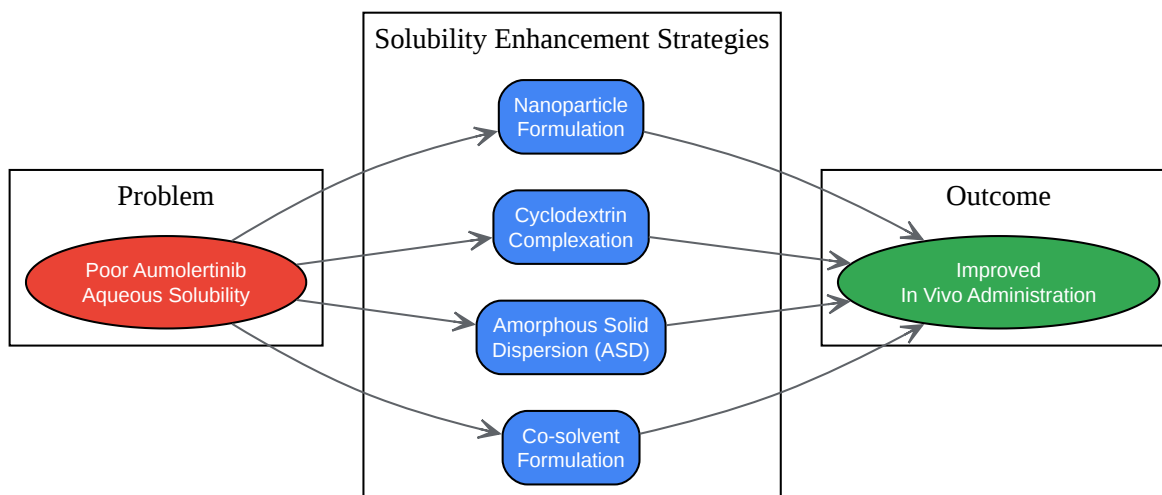 Solubility Enhancement Strategies
Nanoparticle
Formulation
Problem
Outcome
Cyclodextrin
Complexation
Poor Aumolertinib
Aqueous Solubility
Improved
In Vivo Administration
Amorphous Solid
Dispersion (ASD)
Co-solvent
Formulation